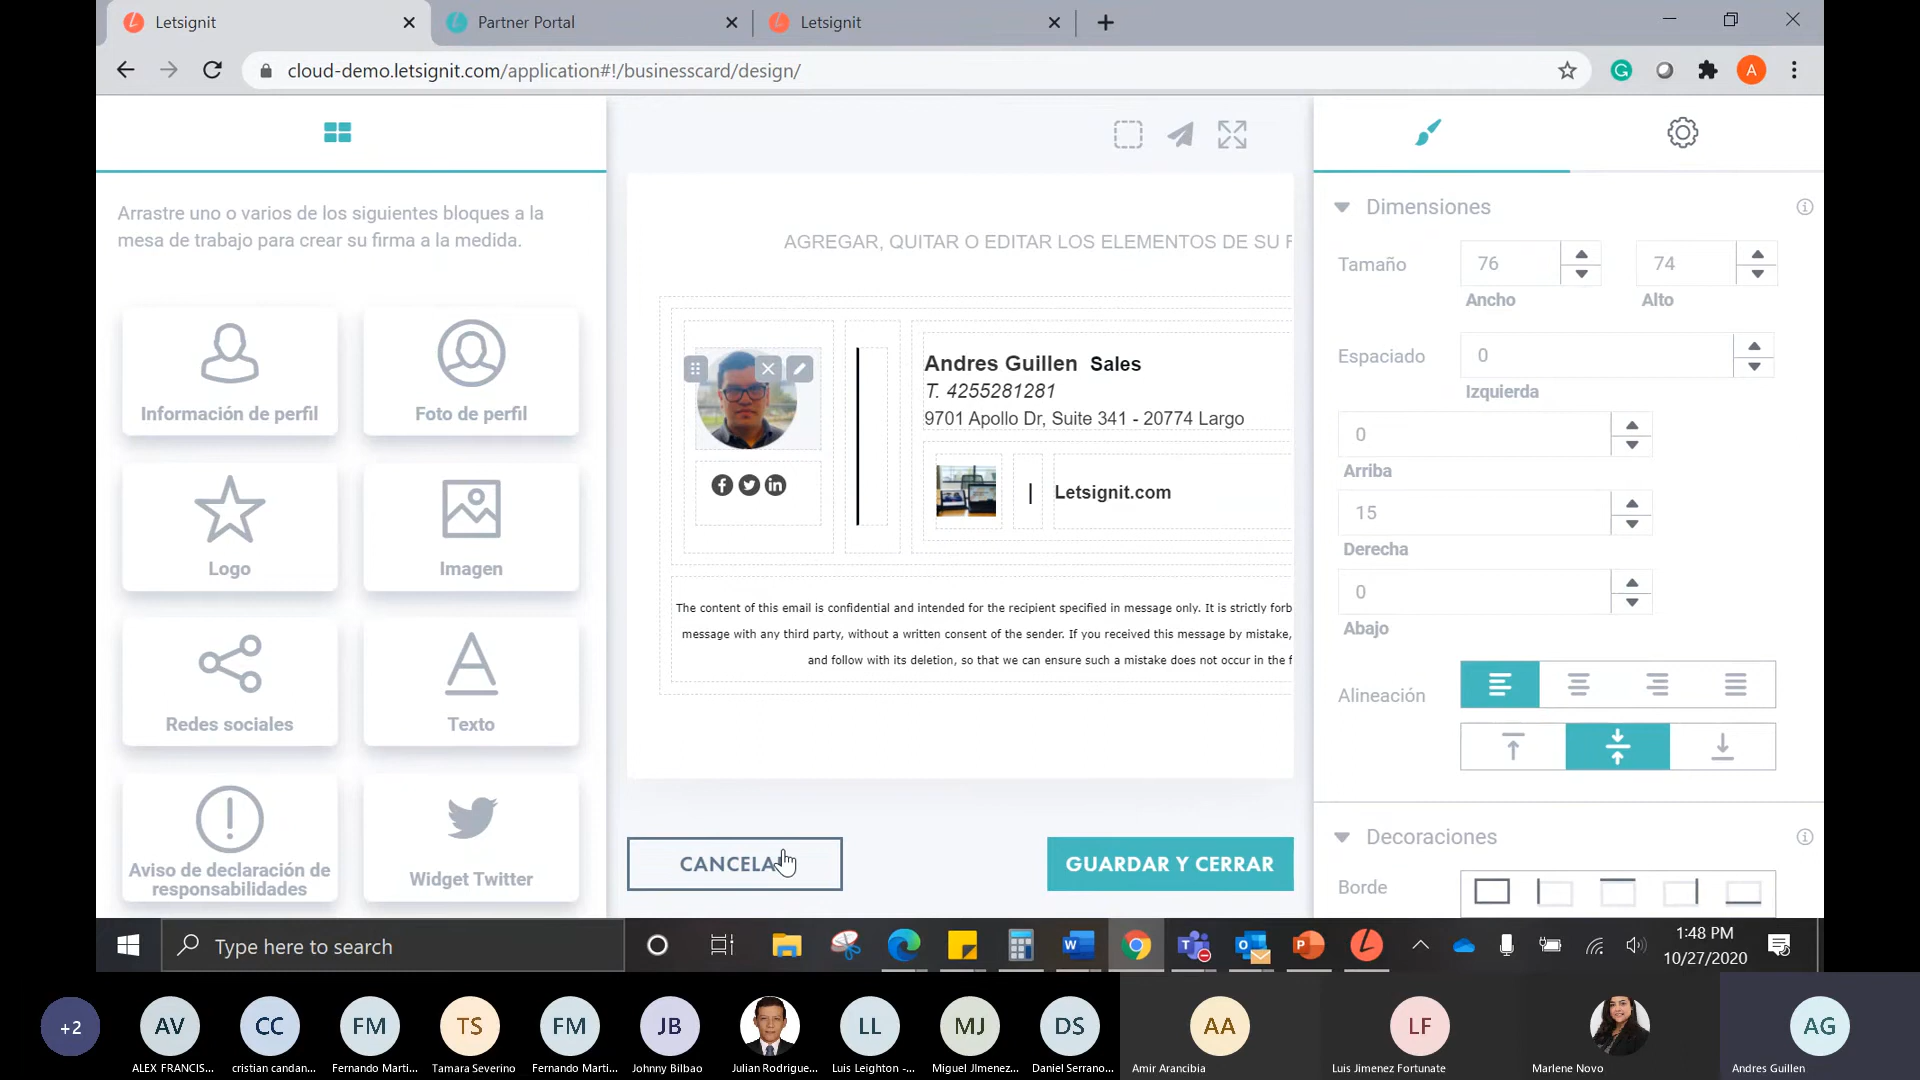 Letsignit
Partner Portal
Letsignit
cloud-demo.letsignit.com/application#!/businesscard/design/
A
Arrastre uno o varios de los siguientes bloques a la
mesa de trabajo para crear su firma a la medida.
Información de perfil
Foto de perfil
Logo
Imagen
Redes sociales
Texto
Aviso de declaración de
responsabilidades
Widget Twitter
AGREGAR, QUITAR O EDITAR LOS ELEMENTOS DE SU F
Andres Guillen Sales
T. 4255281281
9701 Apollo Dr, Suite 341 - 20774 Largo
| Letsignit.com
The content of this email is confidential and intended for the recipient specified in message only. It is strictly forb
message with any third party, without a written consent of the sender. If you received this message by mistake,
and follow with its deletion, so that we can ensure such a mistake does not occur in the f
CANCELA
GUARDAR Y CERRAR
Dimensiones
Tamaño
76
74
Ancho
Alto
Espaciado
0
Izquierda
0
Arriba
15
Derecha
0
Abajo
Alineación
Decoraciones
Borde
Type here to search
1:48 PM
10/27/2020
+2
AV
CC
FM
TS
FM
JB
LL
MJ
DS
AA
LF
AG
ALEX FRANCIS...
cristian candan...
Fernando Marti...
Tamara Severino
Fernando Marti...
Johnny Bilbao
Julian Rodrigue...
Luis Leighton -...
Miguel JImenez...
Daniel Serrano...
Amir Arancibia
Luis Jimenez Fortunate
Marlene Novo
Andres Guillen